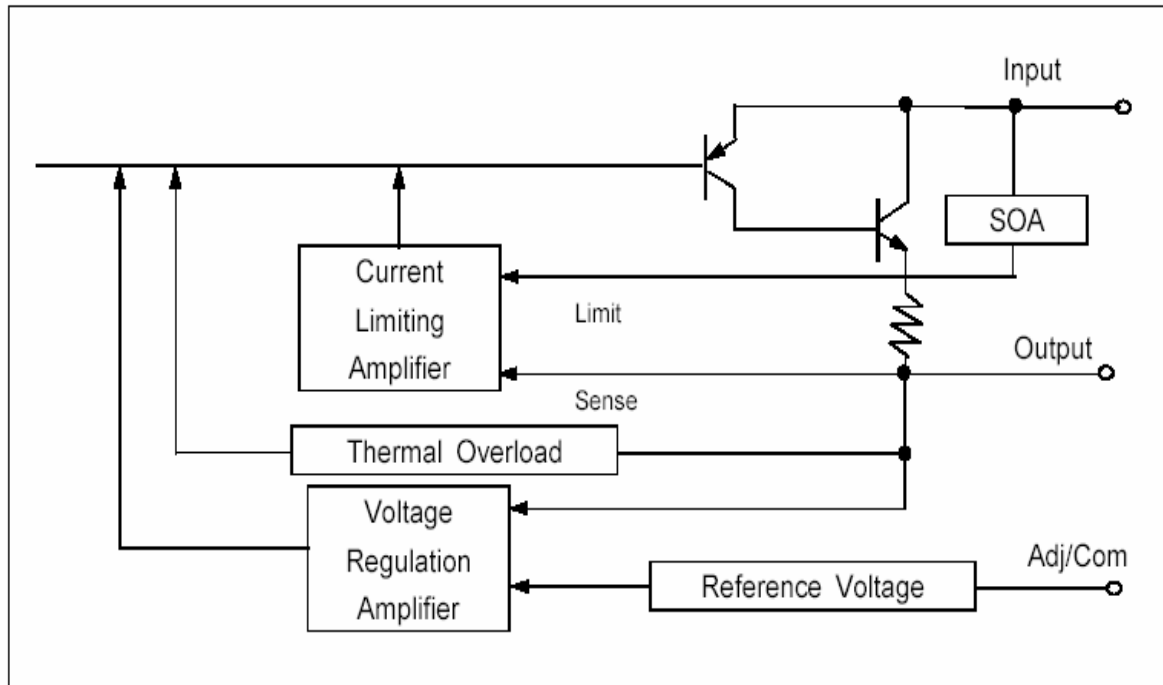 Input
SOA
Current
Limiting
Amplifier
Limit
Output
Sense
Thermal Overload
Voltage
Regulation
Amplifier
Adj/Com
Reference Voltage